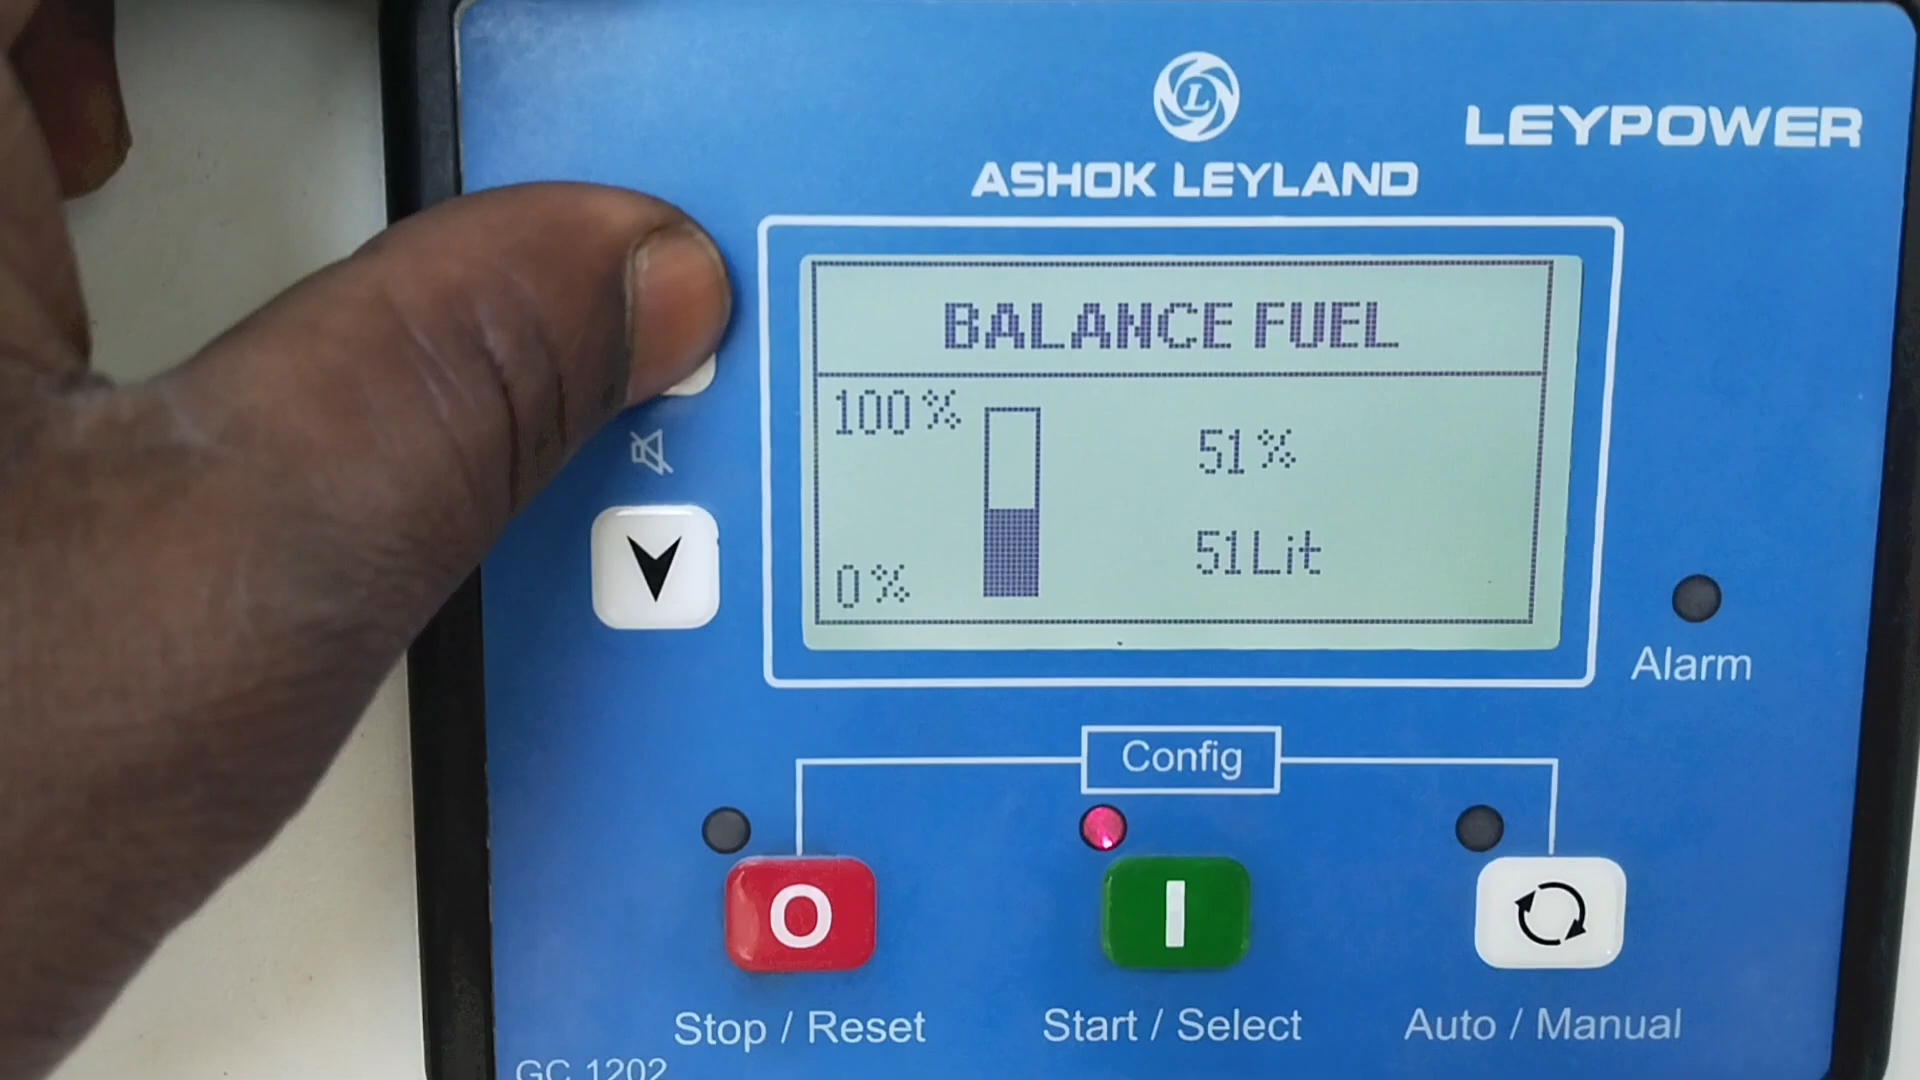 L
ASHOK LEYLAND
LEYPOWER
BALANCE FUEL
100%
51%
51Lit
0%
Alarm
Config
O
I
Stop / Reset
Start / Select
Auto / Manual
GC 1202